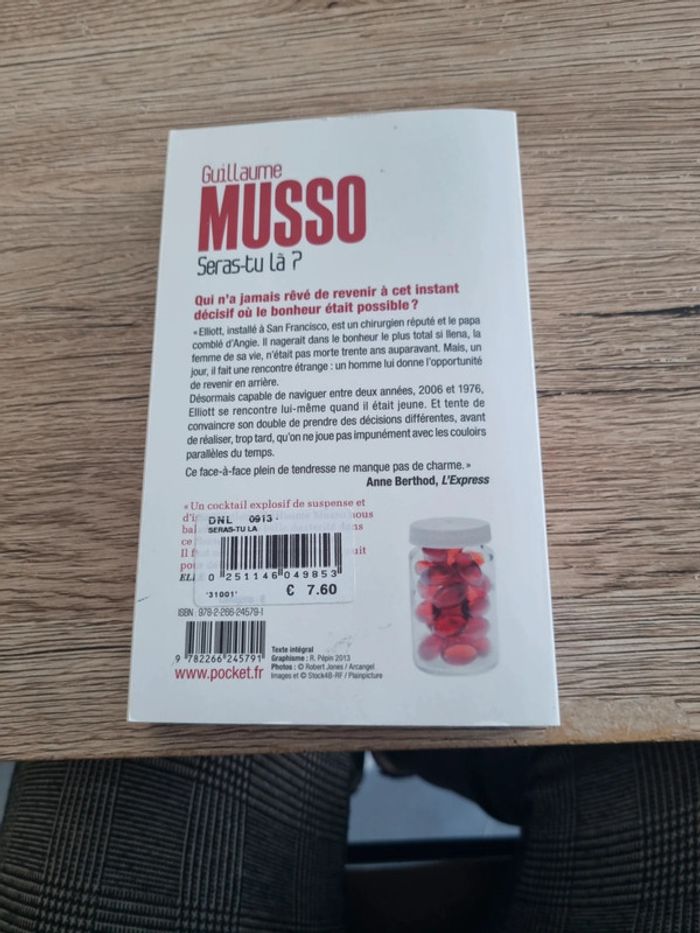 Guillaume
MUSSO
Seras-tu là ?
Qui n'a jamais rêvé de revenir à cet instant
décisif où le bonheur était possible ?
« Elliott, installé à San Francisco, est un chirurgien réputé et le papa
comblé d'Angie. Il nagerait dans le bonheur le plus total si Ilena, la
femme de sa vie, n'était pas morte trente ans auparavant. Mais, un
jour, il fait une rencontre étrange : un homme lui donne l'opportunité
de revenir en arrière.
Désormais capable de naviguer entre deux années, 2006 et 1976,
Elliott se rencontre lui-même quand il était jeune. Et tente de
convaincre son double de prendre des décisions différentes, avant
de réaliser, trop tard, qu'on ne joue pas impunément avec les couloirs
parallèles du temps.
Ce face-à-face plein de tendresse ne manque pas de charme. »
Anne Berthod, L'Express
« Un cocktail explosif de suspense et
nous
dans
ce
Il
DNL 0913
SERAS-TU LA
0 251146 049853
'31001' € 7.60
ISBN : 978-2-266-24579-1
9 782266 245791
www.pocket.fr
Texte intégral
Graphisme : R. Pépin 2013
Photos : © Robert Jones / Arcangel
Images et © Stock4B-RF / Plainpicture